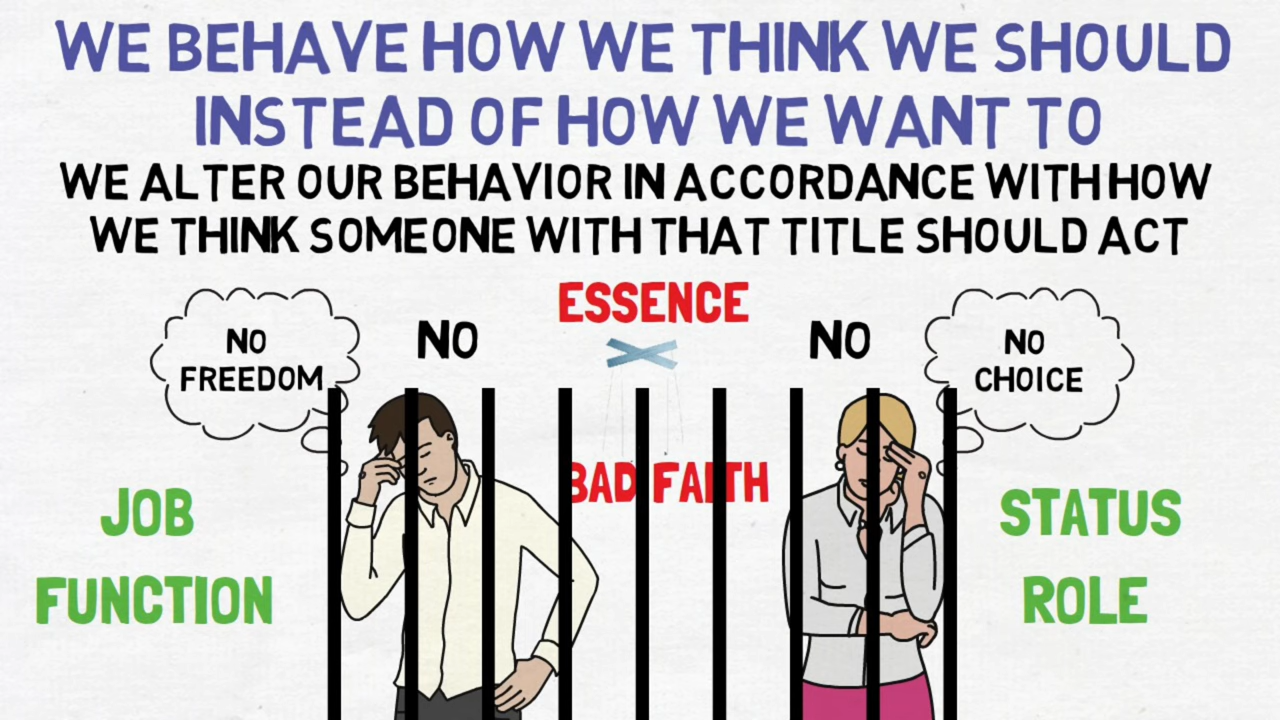 WE BEHAVE HOW WE THINK WE SHOULD
INSTEAD OF HOW WE WANT TO
WE ALTER OUR BEHAVIOR IN ACCORDANCE WITH HOW
WE THINK SOMEONE WITH THAT TITLE SHOULD ACT
ESSENCE
NO
FREEDOM
NO
NO
NO
CHOICE
BAD FAITH
JOB
FUNCTION
STATUS
ROLE